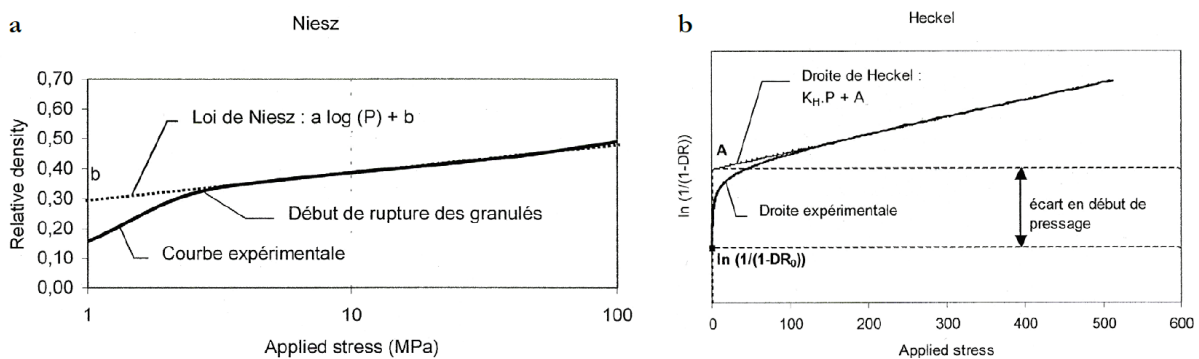 a
Niesz
Relative density
0,70
0,60
0,50
0,40
0,30
0,20
0,10
0,00
b
Loi de Niesz : a log (P) + b
Début de rupture des granulés
Courbe expérimentale
1
10
100
Applied stress (MPa)
b
Heckel
ln (1/(1-DR))
Droite de Heckel :
K_H.P + A
A
Droite expérimentale
écart en début de
pressage
ln (1/(1-DR₀))
0
100
200
300
400
500
600
Applied stress